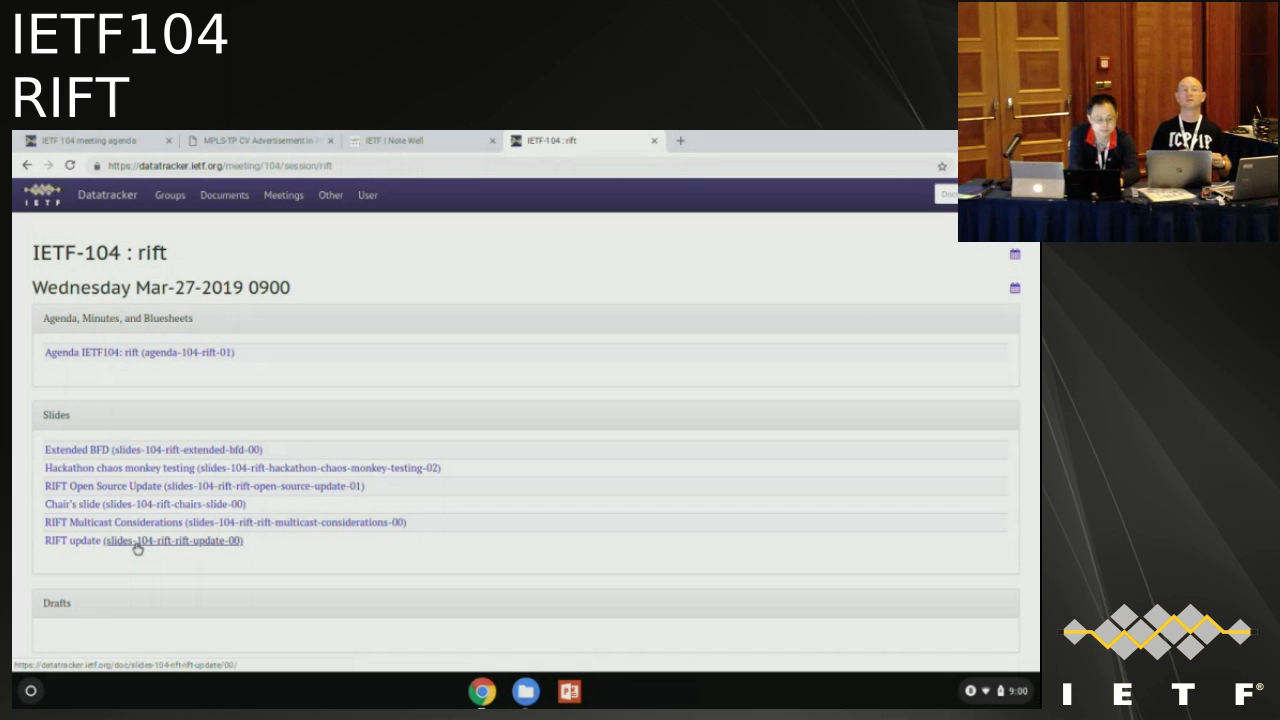 IETF104
RIFT
IETF 104 meeting agenda
MPLS-TP CV Advertisement in
IETF | Note Well
IETF-104 : rift
https://datatracker.ietf.org/meeting/104/session/rift
IETF
Datatracker Groups Documents Meetings Other User
IETF-104 : rift
Wednesday Mar-27-2019 0900
Agenda, Minutes, and Bluesheets
Agenda IETF104: rift (agenda-104-rift-01)
Slides
Extended BFD (slides-104-rift-extended-bfd-00)
Hackathon chaos monkey testing (slides-104-rift-hackathon-chaos-monkey-testing-02)
RIFT Open Source Update (slides-104-rift-rift-open-source-update-01)
Chair's slide (slides-104-rift-chairs-slide-00)
RIFT Multicast Considerations (slides-104-rift-rift-multicast-considerations-00)
RIFT update (slides-104-rift-rift-update-00)
Drafts
https://datatracker.ietf.org/doc/slides-104-rift-rift-update/00/
9:00
TCP/IP
I E T F®